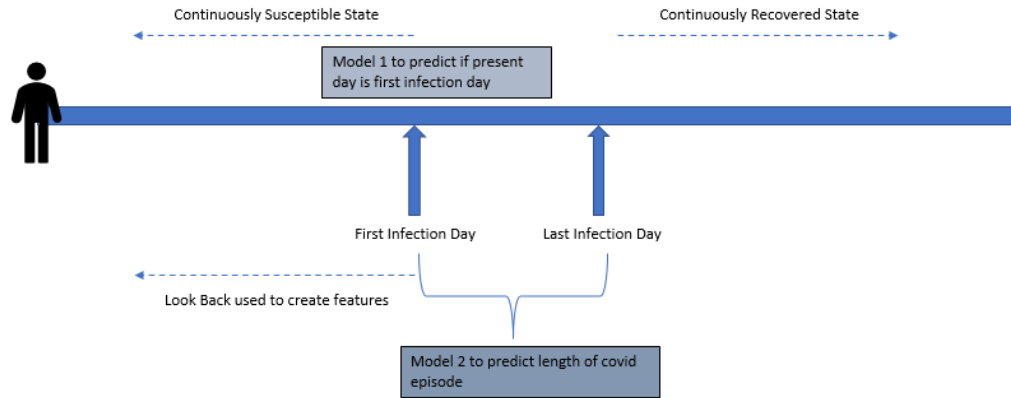 Continuously Susceptible State
Continuously Recovered State
Model 1 to predict if present
day is first infection day
First Infection Day
Last Infection Day
Look Back used to create features
Model 2 to predict length of covid
episode